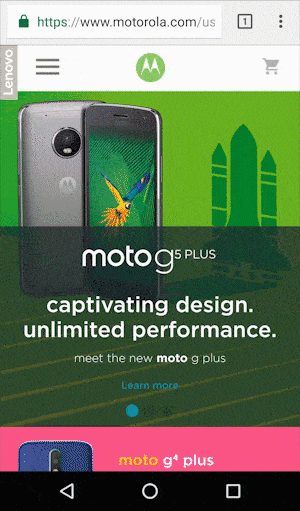 https://www.motorola.com/us
1
Lenovo
moto g5 PLUS
captivating design.
unlimited performance.
meet the new moto g plus
Learn more
moto g⁴ plus